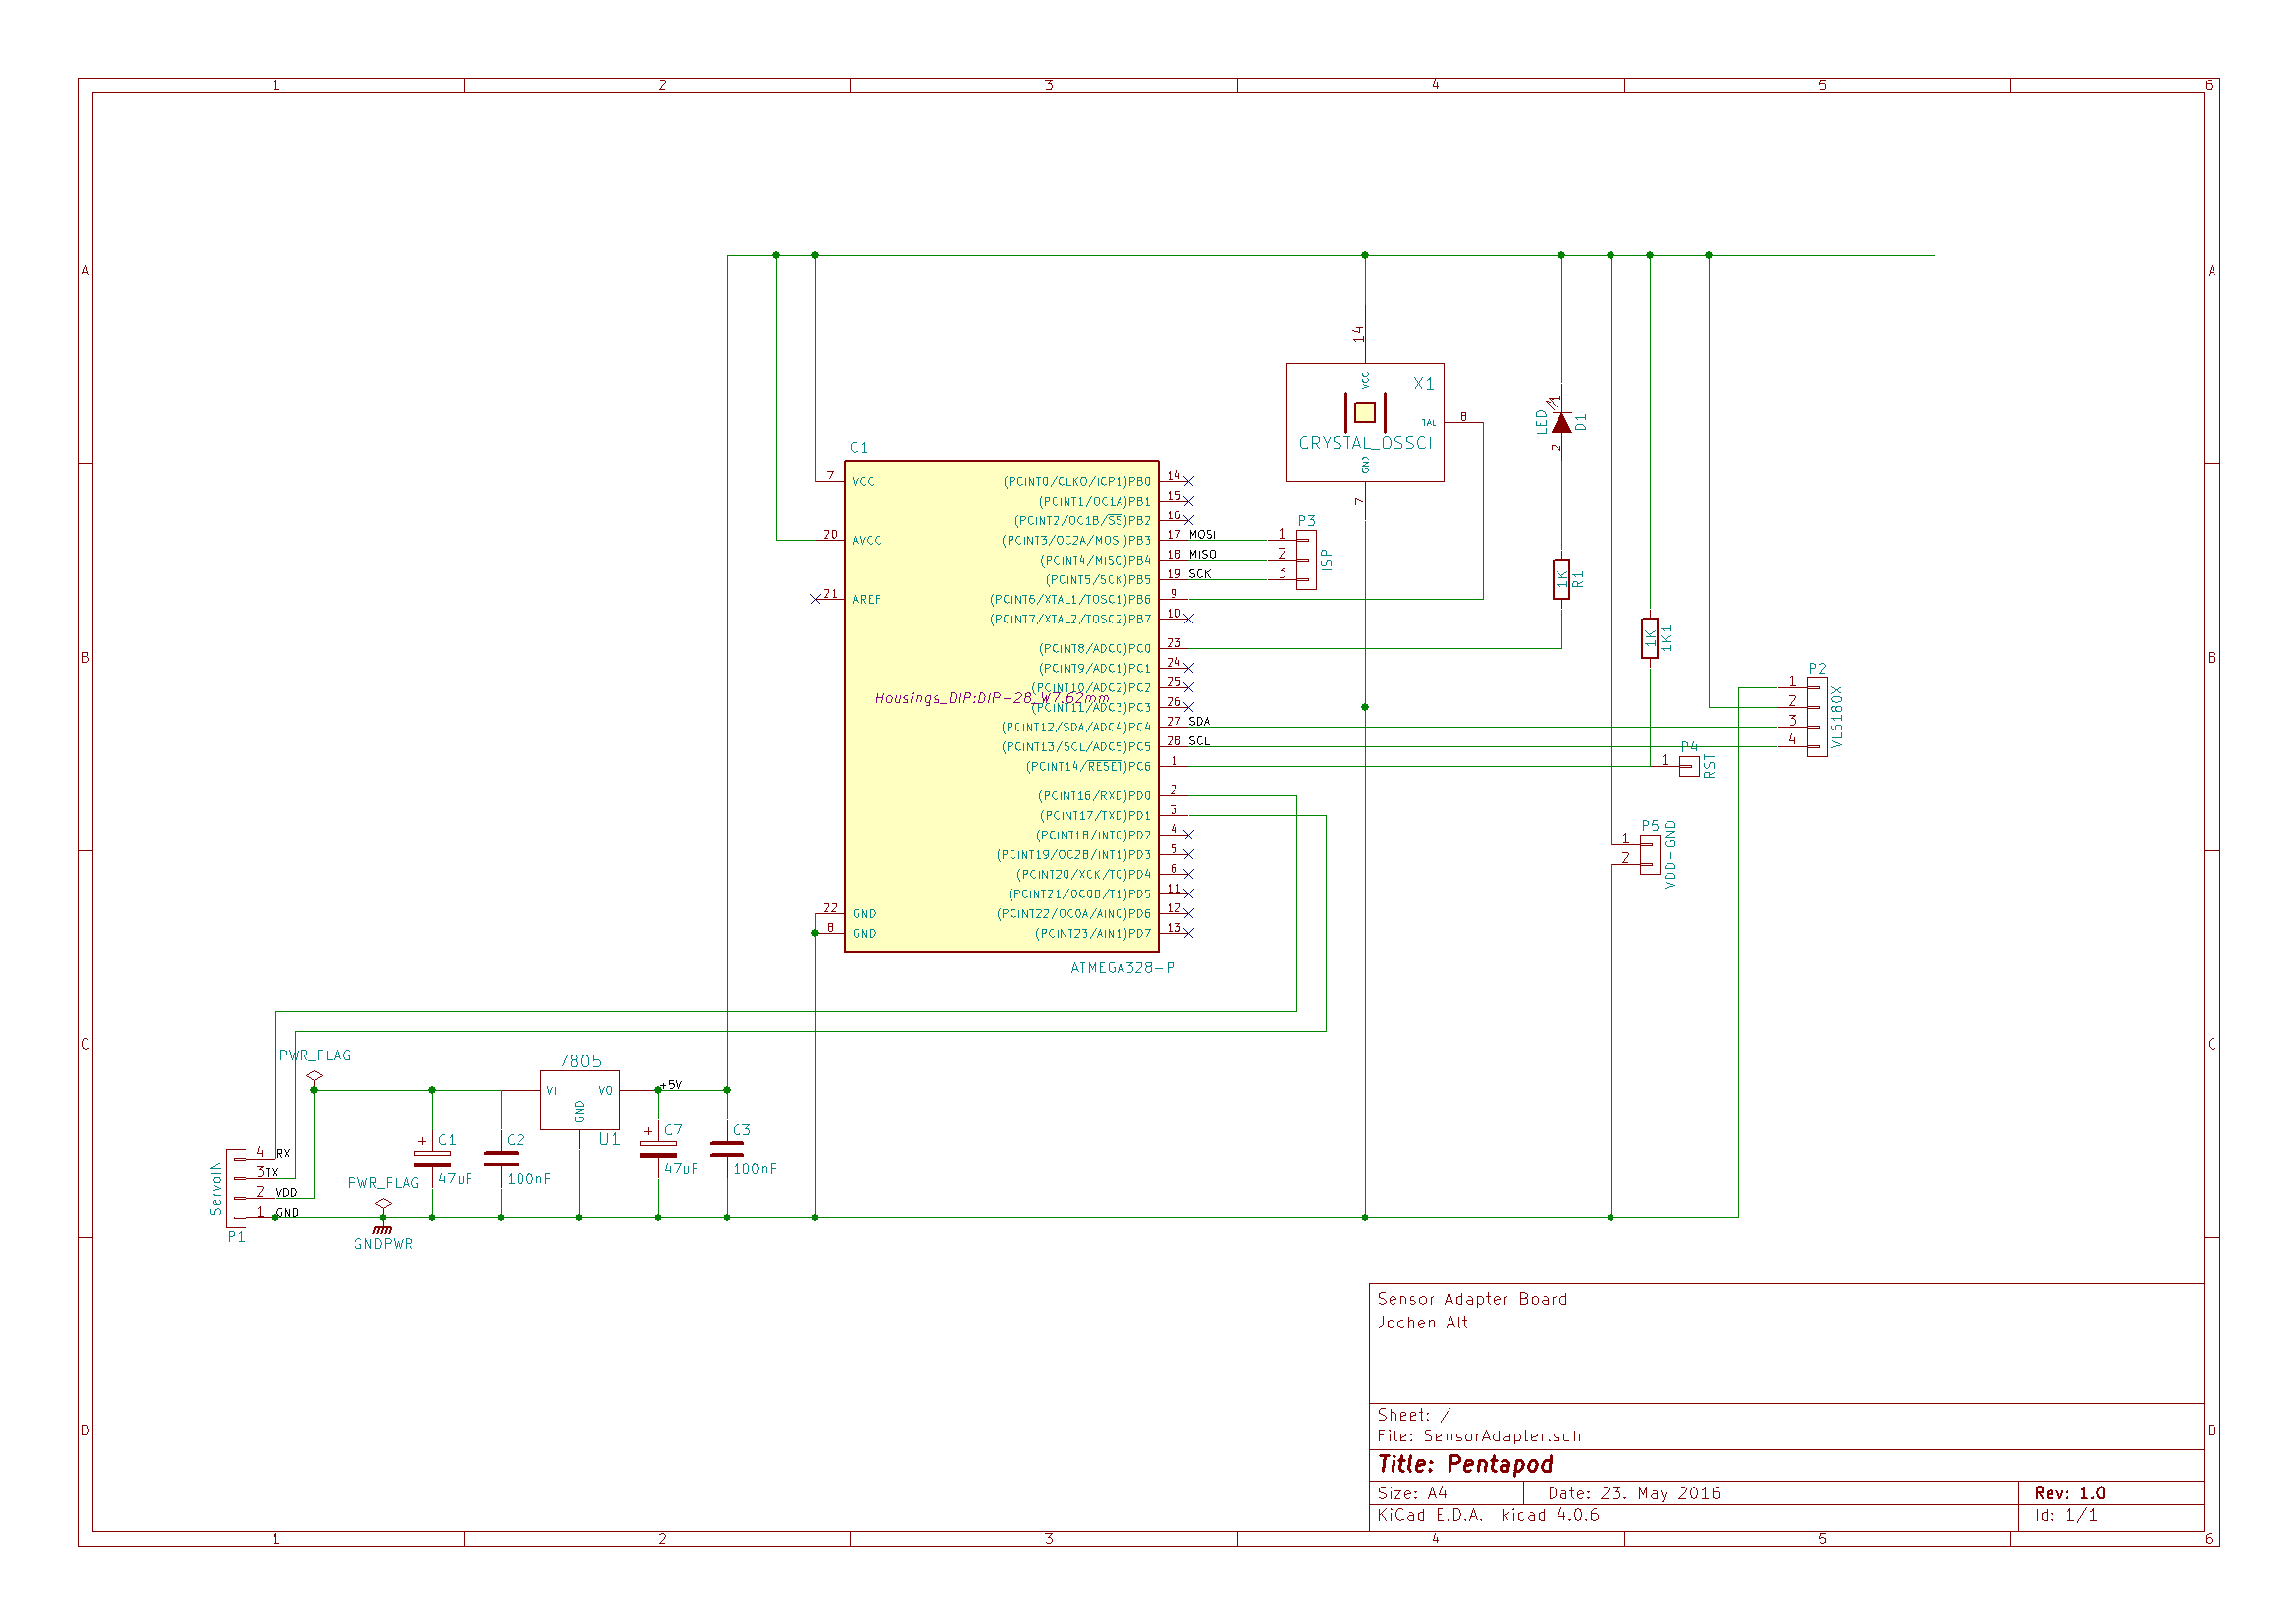 1 2 3 4 5 6
A A
14
VCC
X1
8
TAL
CRYSTAL_OSSCI
GND
7
1
LED
D1
2
IC1
7 VCC
20 AVCC
21 AREF
22 GND
8 GND
(PCINT0/CLKO/ICP1)PB0 14
(PCINT1/OC1A)PB1 15
(PCINT2/OC1B/SS)PB2 16
(PCINT3/OC2A/MOSI)PB3 17 MOSI
(PCINT4/MISO)PB4 18 MISO
(PCINT5/SCK)PB5 19 SCK
(PCINT6/XTAL1/TOSC1)PB6 9
(PCINT7/XTAL2/TOSC2)PB7 10
(PCINT8/ADC0)PC0 23
(PCINT9/ADC1)PC1 24
(PCINT10/ADC2)PC2 25
Housings_DIP:DIP-28_W7.62mm
(PCINT11/ADC3)PC3 26
(PCINT12/SDA/ADC4)PC4 27 SDA
(PCINT13/SCL/ADC5)PC5 28 SCL
(PCINT14/RESET)PC6 1
(PCINT16/RXD)PD0 2
(PCINT17/TXD)PD1 3
(PCINT18/INT0)PD2 4
(PCINT19/OC2B/INT1)PD3 5
(PCINT20/XCK/T0)PD4 6
(PCINT21/OC0B/T1)PD5 11
(PCINT22/OC0A/AIN0)PD6 12
(PCINT23/AIN1)PD7 13
ATMEGA328-P
P3
1
2
3
ISP
1K
R1
1K
1K1
B B
P2
1
2
3
4
VL6180X
P4
1
RST
P5
1
2
VDD-GND
C C
PWR_FLAG
7805
VI VO
GND
U1
+5V
+ C1
47uF
C2
100nF
+ C7
47uF
C3
100nF
4 RX
3 TX
2 VDD
1 GND
ServoIN
P1
PWR_FLAG
GNDPWR
Sensor Adapter Board
Jochen Alt
Sheet: /
File: SensorAdapter.sch
D D
Title: Pentapod
Size: A4 Date: 23. May 2016 Rev: 1.0
KiCad E.D.A. kicad 4.0.6 Id: 1/1
1 2 3 4 5 6